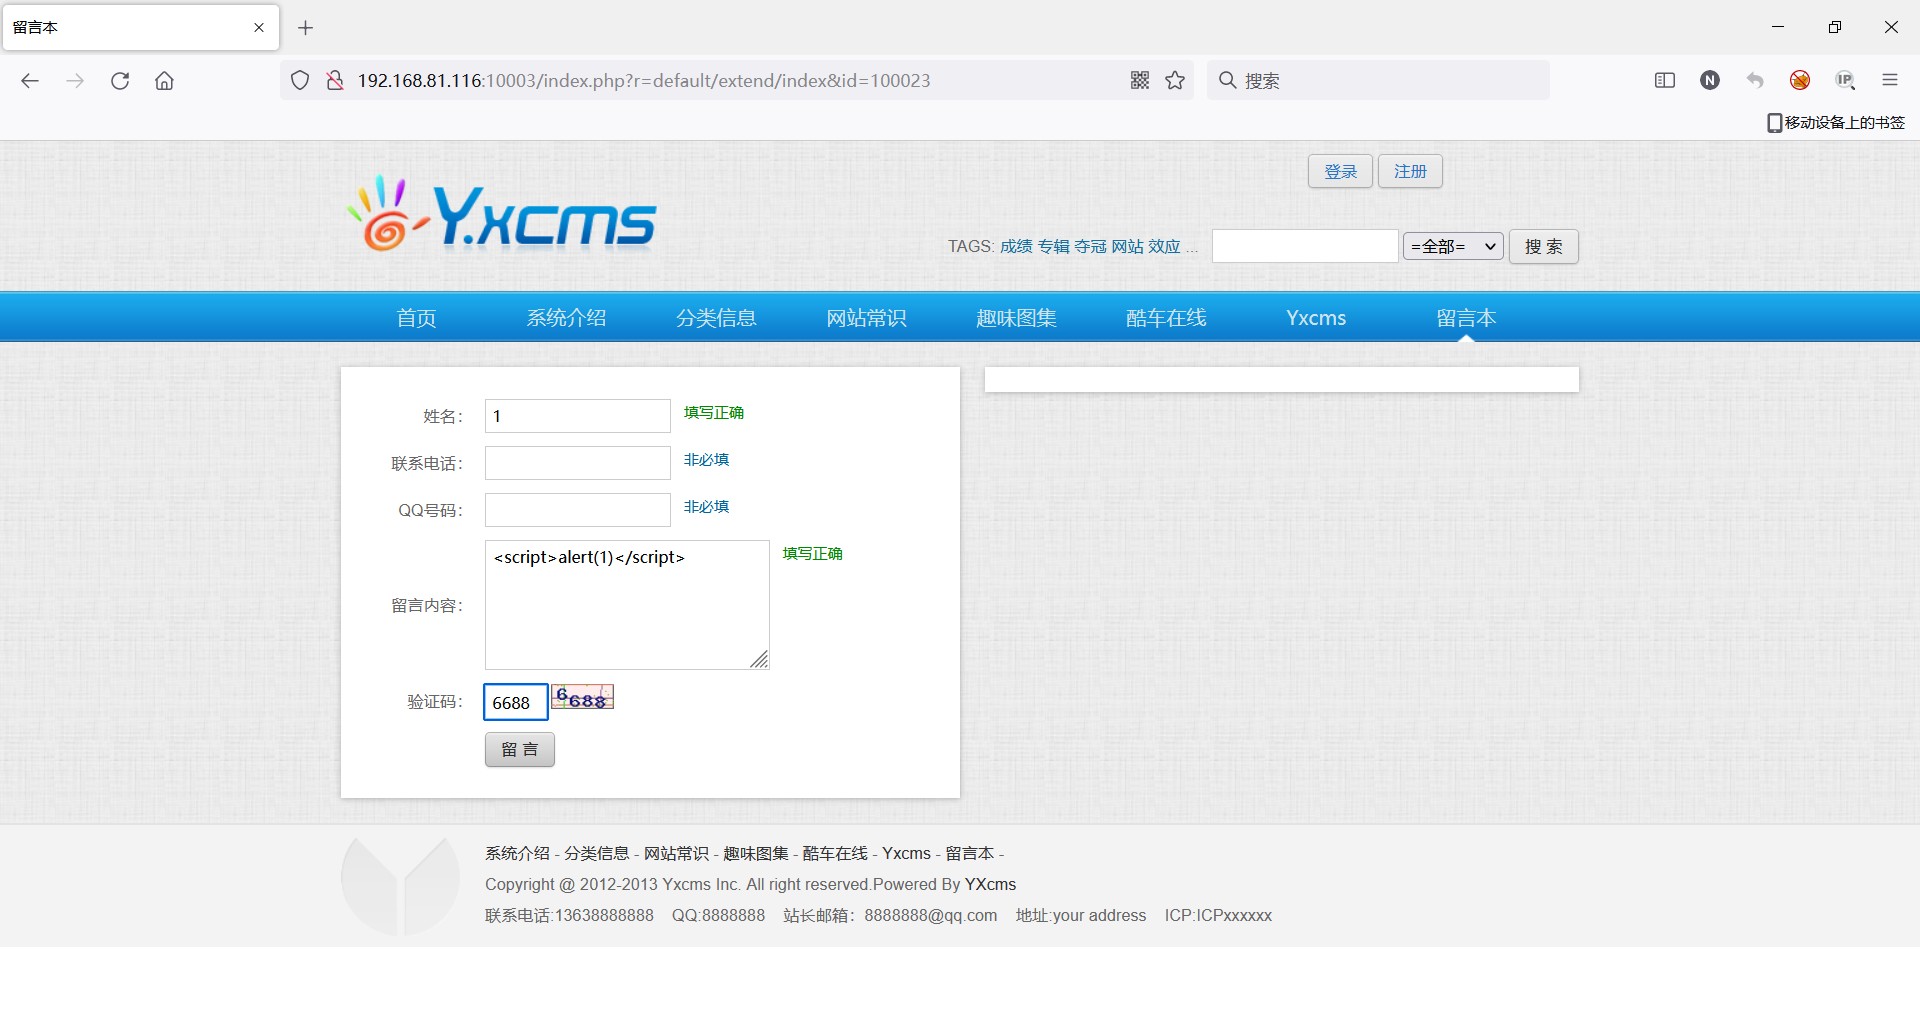 留言本
192.168.81.116:10003/index.php?r=default/extend/index&id=100023
搜索
N
IP
移动设备上的书签
登录 注册
Y.xcms
TAGS: 成绩 专辑 夺冠 网站 效应 ... =全部= 搜 索
首页 系统介绍 分类信息 网站常识 趣味图集 酷车在线 Yxcms 留言本
姓名： 1 填写正确
联系电话： 非必填
QQ号码： 非必填
<script>alert(1)</script> 填写正确
留言内容：
验证码： 6688 6688
留 言
系统介绍 - 分类信息 - 网站常识 - 趣味图集 - 酷车在线 - Yxcms - 留言本 -
Copyright @ 2012-2013 Yxcms Inc. All right reserved.Powered By YXcms
联系电话:13638888888 QQ:8888888 站长邮箱：8888888@qq.com 地址:your address ICP:ICPxxxxxx